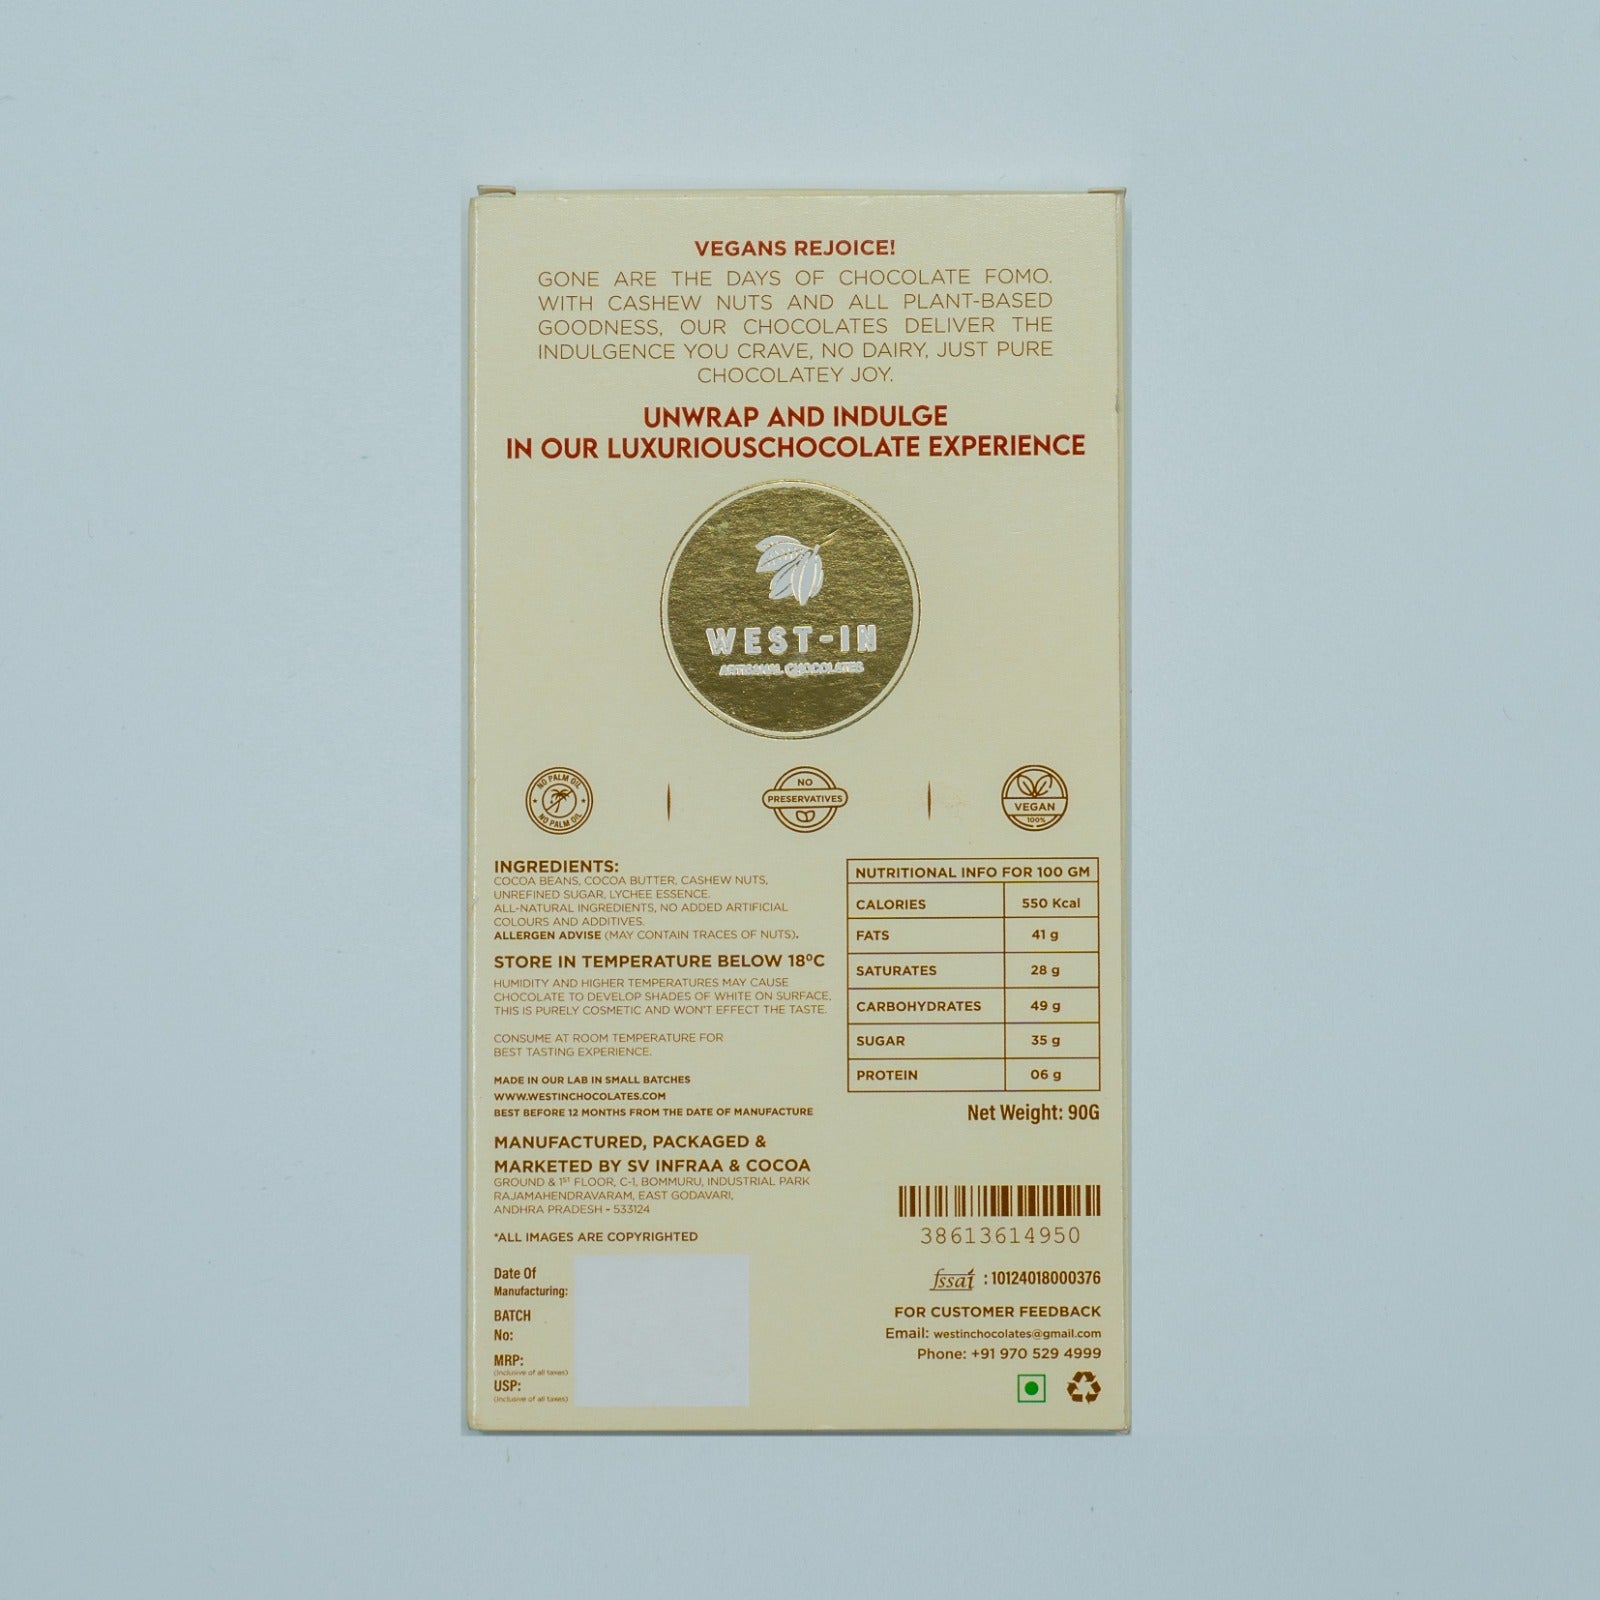 VEGANS REJOICE!
GONE ARE THE DAYS OF CHOCOLATE FOMO.
WITH CASHEW NUTS AND ALL PLANT-BASED
GOODNESS, OUR CHOCOLATES DELIVER THE
INDULGENCE YOU CRAVE, NO DAIRY, JUST PURE
CHOCOLATEY JOY.
UNWRAP AND INDULGE
IN OUR LUXURIOUSCHOCOLATE EXPERIENCE
WEST-IN
ARTISANAL CHOCOLATES
NO PALM OIL
NO PALM OIL
NO
PRESERVATIVES
VEGAN
100%
INGREDIENTS:
COCOA BEANS, COCOA BUTTER, CASHEW NUTS,
UNREFINED SUGAR, LYCHEE ESSENCE.
ALL-NATURAL INGREDIENTS, NO ADDED ARTIFICIAL
COLOURS AND ADDITIVES.
ALLERGEN ADVISE (MAY CONTAIN TRACES OF NUTS).
STORE IN TEMPERATURE BELOW 18ºC
HUMIDITY AND HIGHER TEMPERATURES MAY CAUSE
CHOCOLATE TO DEVELOP SHADES OF WHITE ON SURFACE,
THIS IS PURELY COSMETIC AND WON'T EFFECT THE TASTE.
CONSUME AT ROOM TEMPERATURE FOR
BEST TASTING EXPERIENCE.
MADE IN OUR LAB IN SMALL BATCHES
WWW.WESTINCHOCOLATES.COM
BEST BEFORE 12 MONTHS FROM THE DATE OF MANUFACTURE
MANUFACTURED, PACKAGED &
MARKETED BY SV INFRAA & COCOA
GROUND & 1ST FLOOR, C-1, BOMMURU, INDUSTRIAL PARK
RAJAMAHENDRAVARAM, EAST GODAVARI,
ANDHRA PRADESH - 533124
*ALL IMAGES ARE COPYRIGHTED
Date Of
Manufacturing:
BATCH
No:
MRP:
(Inclusive of all taxes)
USP:
(Inclusive of all taxes)
NUTRITIONAL INFO FOR 100 GM
CALORIES 550 Kcal
FATS 41 g
SATURATES 28 g
CARBOHYDRATES 49 g
SUGAR 35 g
PROTEIN 06 g
Net Weight: 90G
38613614950
fssai : 10124018000376
FOR CUSTOMER FEEDBACK
Email: westinchocolates@gmail.com
Phone: +91 970 529 4999